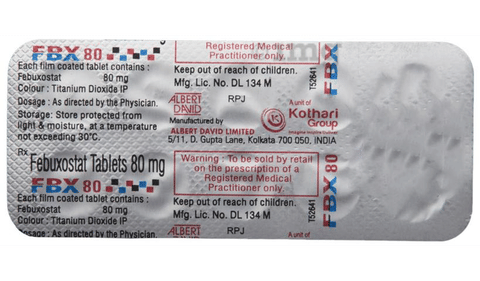 FBX 80
Each film coated tablet contains :
Febuxostat 80 mg
Colour : Titanium Dioxide IP
Dosage : As directed by the Physician.
Storage: Store protected from
light & moisture, at a temperature
not exceeding 30°C.
Registered Medical
Practitioner only.
Keep out of reach of children.
Mfg. Lic. No. DL 134 M
ALBERT
DAVID
RPJ
Manufactured by
ALBERT DAVID LIMITED
5/11, D. Gupta Lane, Kolkata 700 050, INDIA
A unit of
Kothari
Group
T52641
FBX 80
Rx
Febuxostat Tablets 80 mg
FBX 80
Each film coated tablet contains :
Febuxostat 80 mg
Colour : Titanium Dioxide IP
Dosage : As directed by the Physician.
Warning : To be sold by retail
on the prescription of a
Registered Medical
Practitioner only.
Keep out of reach of children.
Mfg. Lic. No. DL 134 M
ALBERT
DAVID
RPJ
A unit of
T52641
FBX 80